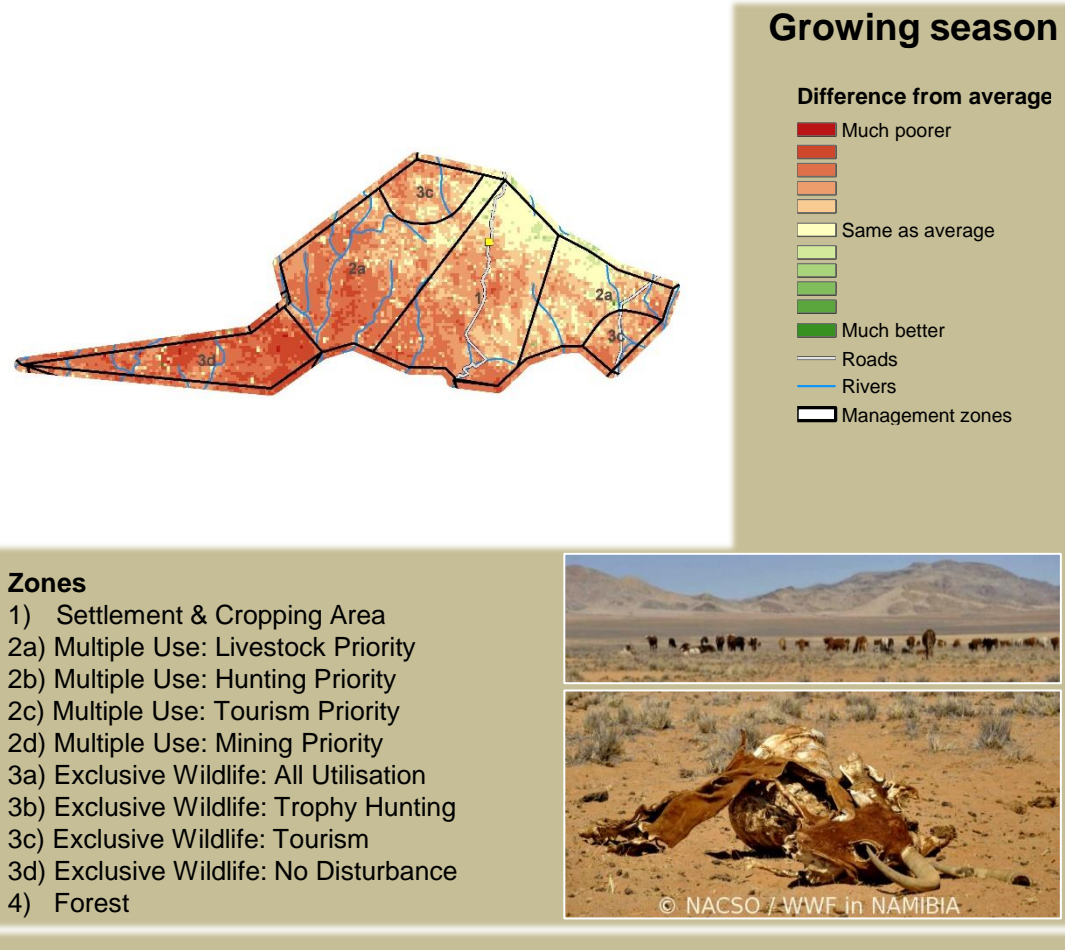 Growing season
Difference from average
Much poorer
Same as average
Much better
Roads
Rivers
Management zones
3c
2a
1
2a
3c
3d
Zones
1) Settlement & Cropping Area
2a) Multiple Use: Livestock Priority
2b) Multiple Use: Hunting Priority
2c) Multiple Use: Tourism Priority
2d) Multiple Use: Mining Priority
3a) Exclusive Wildlife: All Utilisation
3b) Exclusive Wildlife: Trophy Hunting
3c) Exclusive Wildlife: Tourism
3d) Exclusive Wildlife: No Disturbance
4) Forest
© NACSO / WWF in NAMIBIA